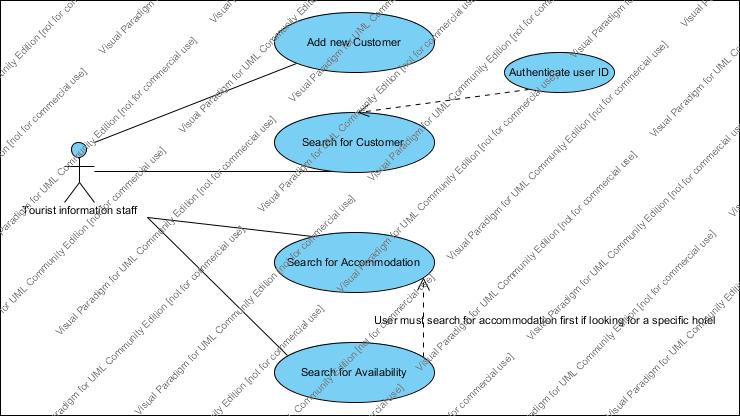 Add new Customer
Authenticate user ID
Search for Customer
Tourist information staff
Search for Accommodation
User must search for accommodation first if looking for a specific hotel
Search for Availability
Visual Paradigm for UML Community Edition [not for commercial use]